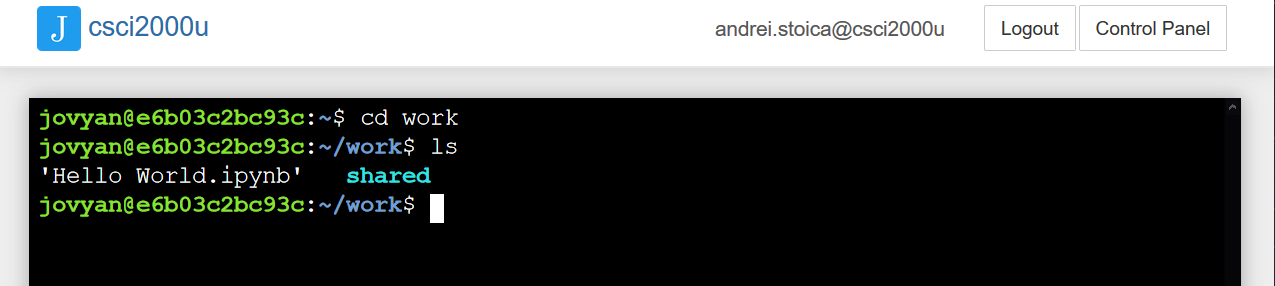 J csci2000u andrei.stoica@csci2000u Logout Control Panel
jovyan@e6b03c2bc93c:~$ cd work
jovyan@e6b03c2bc93c:~/work$ ls
'Hello World.ipynb'   shared
jovyan@e6b03c2bc93c:~/work$